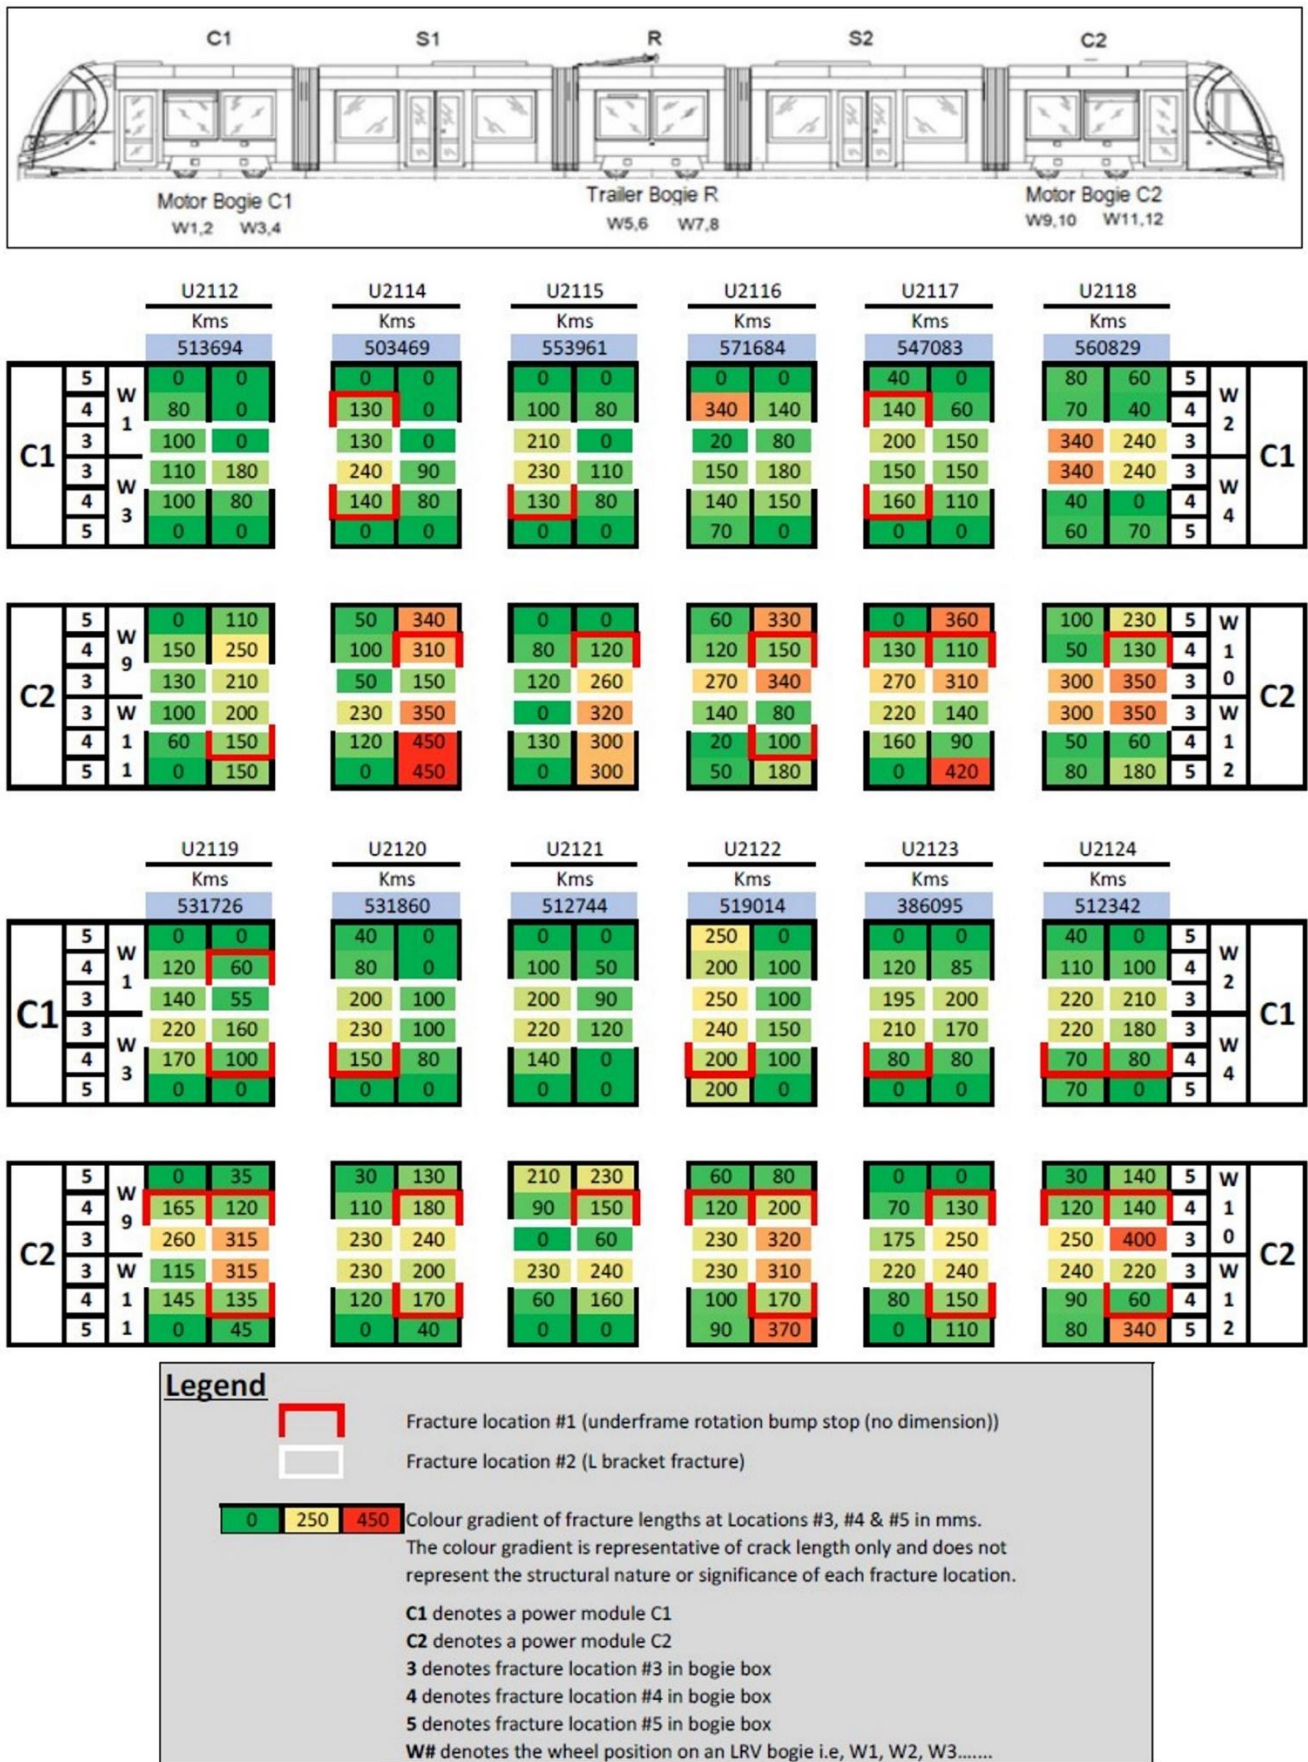 C1 S1 R S2 C2
Motor Bogie C1 Trailer Bogie R Motor Bogie C2
W1,2 W3,4 W5,6 W7,8 W9,10 W11,12
U2112 U2114 U2115 U2116 U2117 U2118
Kms Kms Kms Kms Kms Kms
513694 503469 553961 571684 547083 560829
5 0 0 0 0 0 0 0 0 40 0 80 60 5
W 1 4 80 0 130 0 100 80 340 140 140 60 70 40 4 W 2
3 100 0 130 0 210 0 20 80 200 150 340 240 3
C1 3 110 180 240 90 230 110 150 180 150 150 340 240 3 C1
W 3 4 100 80 140 80 130 80 140 150 160 110 40 0 4 W 4
5 0 0 0 0 0 0 70 0 0 0 60 70 5
5 0 110 50 340 0 0 60 330 0 360 100 230 5
W 9 4 150 250 100 310 80 120 120 150 130 110 50 130 4 W 1 0
3 130 210 50 150 120 260 270 340 270 310 300 350 3
C2 3 100 200 230 350 0 320 140 80 220 140 300 350 3 C2
W 1 1 4 60 150 120 450 130 300 20 100 160 90 50 60 4 W 1 2
5 0 150 0 450 0 300 50 180 0 420 80 180 5
U2119 U2120 U2121 U2122 U2123 U2124
Kms Kms Kms Kms Kms Kms
531726 531860 512744 519014 386095 512342
5 0 0 40 0 0 0 250 0 0 0 40 0 5
W 1 4 120 60 80 0 100 50 200 100 120 85 110 100 4 W 2
3 140 55 200 100 200 90 250 100 195 200 220 210 3
C1 3 220 160 230 100 220 120 240 150 210 170 220 180 3 C1
W 3 4 170 100 150 80 140 0 200 100 80 80 70 80 4 W 4
5 0 0 0 0 0 0 200 0 0 0 70 0 5
5 0 35 30 130 210 230 60 80 0 0 30 140 5
W 9 4 165 120 110 180 90 150 120 200 70 130 120 140 4 W 1 0
3 260 315 230 240 0 60 230 320 175 250 250 400 3
C2 3 115 315 230 200 230 240 230 310 220 240 240 220 3 C2
W 1 1 4 145 135 120 170 60 160 100 170 80 150 90 60 4 W 1 2
5 0 45 0 40 0 0 90 370 0 110 80 340 5
Legend
Fracture location #1 (underframe rotation bump stop (no dimension))
Fracture location #2 (L bracket fracture)
0 250 450 Colour gradient of fracture lengths at Locations #3, #4 & #5 in mms.
The colour gradient is representative of crack length only and does not
represent the structural nature or significance of each fracture location.
C1 denotes a power module C1
C2 denotes a power module C2
3 denotes fracture location #3 in bogie box
4 denotes fracture location #4 in bogie box
5 denotes fracture location #5 in bogie box
W# denotes the wheel position on an LRV bogie i.e, W1, W2, W3.......